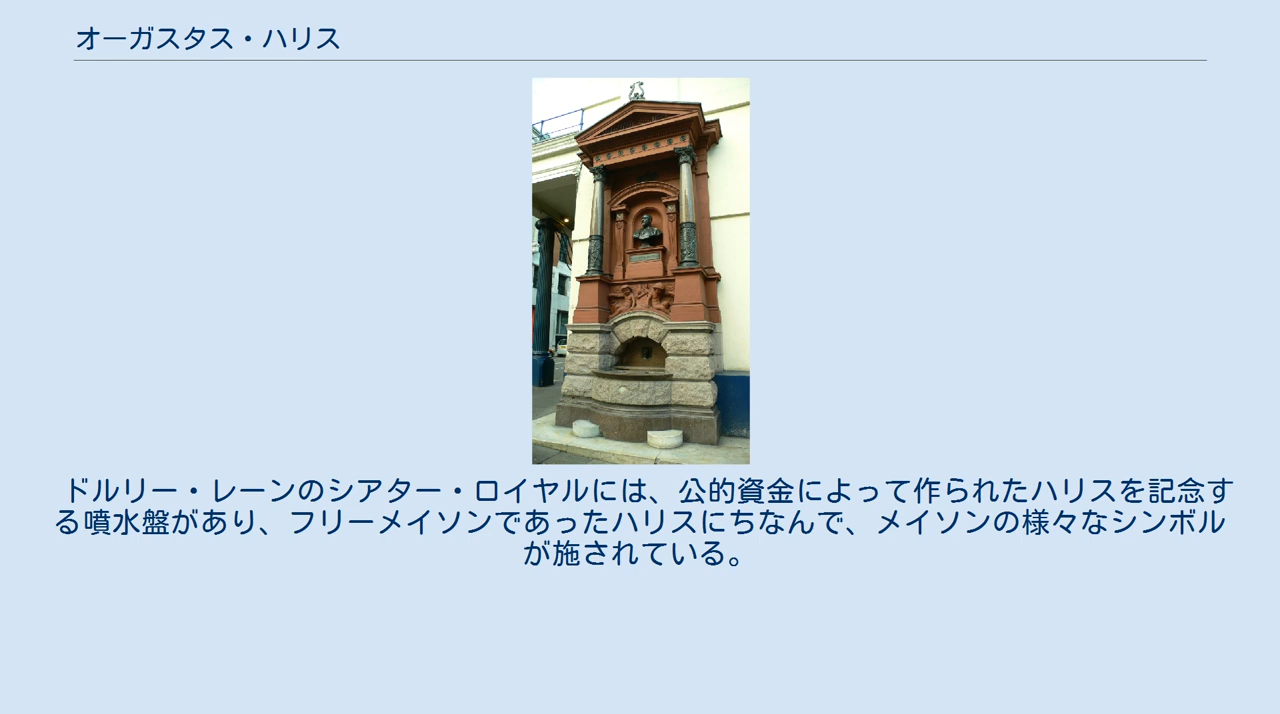 オーガスタス・ハリス
ドルリー・レーンのシアター・ロイヤルには、公的資金によって作られたハリスを記念す
る噴水盤があり、フリーメイソンであったハリスにちなんで、メイソンの様々なシンボル
が施されている。